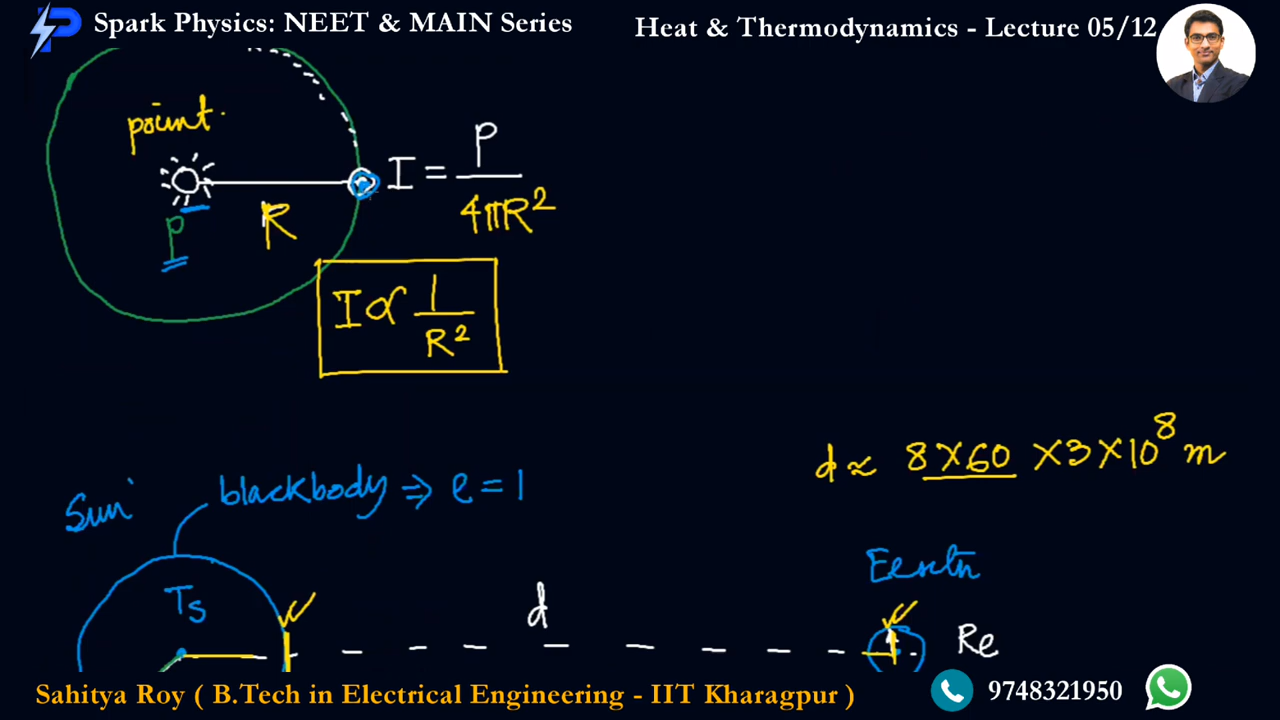 Spark Physics: NEET & MAIN Series
Heat & Thermodynamics - Lecture 05/12
point.
I = P / 4πR²
P
R
I ∝ 1 / R²
d ≈ 8×60 × 3 × 10⁸ m
Sun
blackbody ⇒ e = 1
Eersth
Ts
d
Re
Sahitya Roy ( B.Tech in Electrical Engineering - IIT Kharagpur )
9748321950